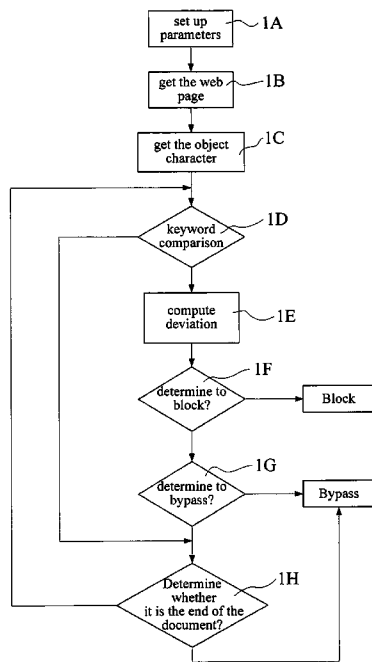 set up
parameters
1A
get the web
page
1B
get the object
character
1C
keyword
comparison
1D
compute
deviation
1E
determine to
block?
1F
Block
determine to
bypass?
1G
Bypass
Determine
whether
it is the end of the
document?
1H